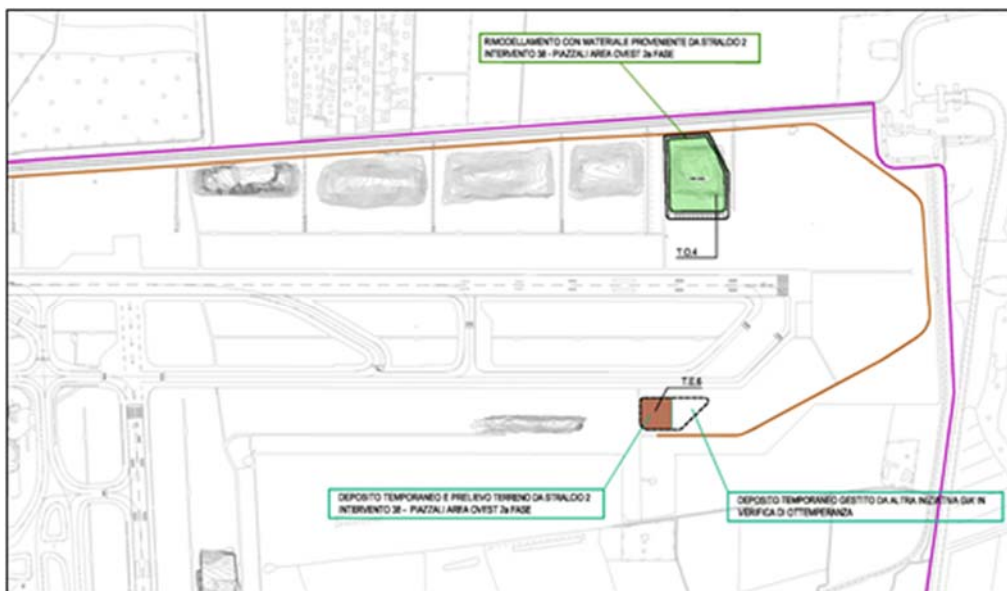 RIMODELLAMENTO CON MATERIALE PROVENIENTE DA STRALCIO 2
INTERVENTO 38 - PIAZZALI AREA OVEST 2a FASE
T.O.4
T.E.6
DEPOSITO TEMPORANEO E PRELIEVO TERRENO DA STRALCIO 2
INTERVENTO 38 - PIAZZALI AREA OVEST 2a FASE
DEPOSITO TEMPORANEO GESTITO DA ALTRA INIZIATIVA GIA' IN
VERIFICA DI OTTEMPERANZA